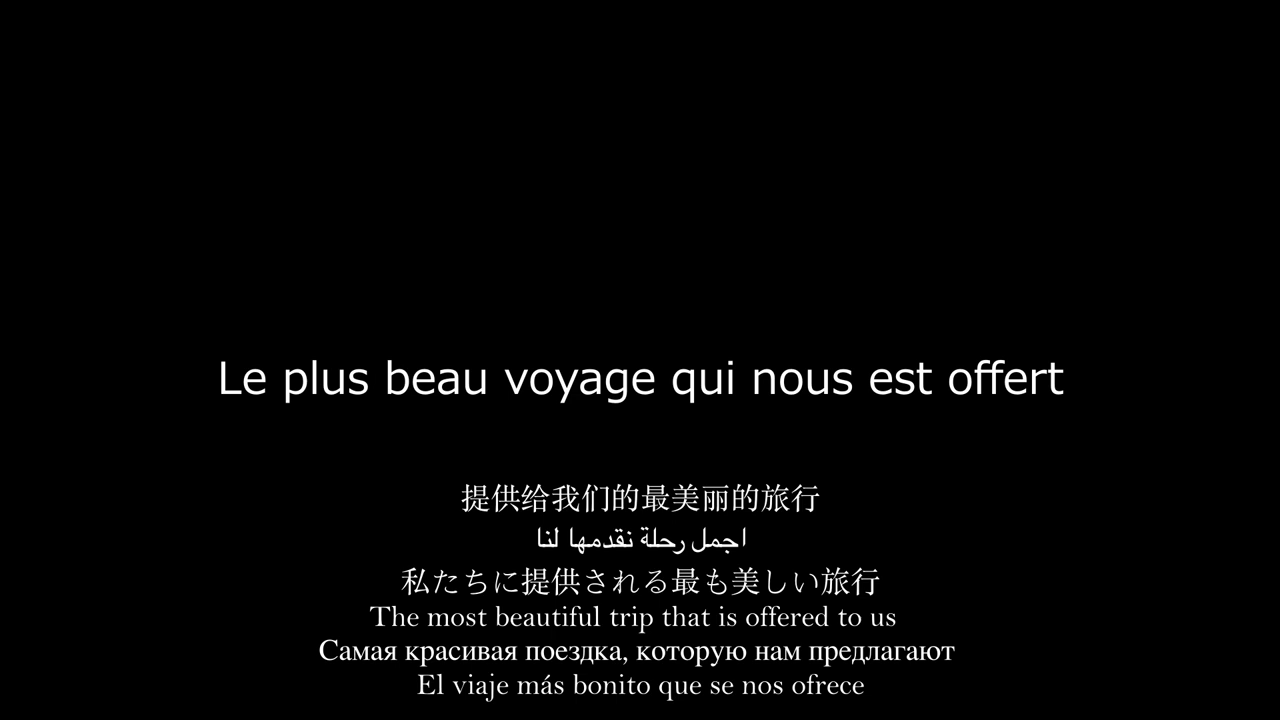 Le plus beau voyage qui nous est offert
提供给我们的最美丽的旅行
اجمل رحلة نقدمها لنا
私たちに提供される最も美しい旅行
The most beautiful trip that is offered to us
Самая красивая поездка, которую нам предлагают
El viaje más bonito que se nos ofrece